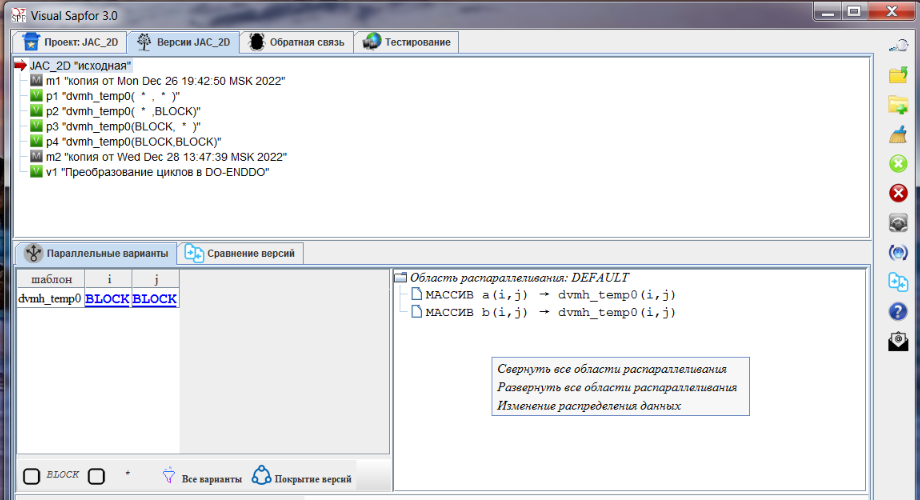 Visual Sapfor 3.0
Проект: JAC_2D Версии JAC_2D Обратная связь Тестирование
JAC_2D "исходная"
M m1 "копия от Mon Dec 26 19:42:50 MSK 2022"
V p1 "dvmh_temp0( * , * )"
V p2 "dvmh_temp0( * ,BLOCK)"
V p3 "dvmh_temp0(BLOCK, * )"
V p4 "dvmh_temp0(BLOCK,BLOCK)"
M m2 "копия от Wed Dec 28 13:47:39 MSK 2022"
V v1 "Преобразование циклов в DO-ENDDO"
Параллельные варианты Сравнение версий
шаблон i j
dvmh_temp0 BLOCK BLOCK
Область распараллеливания: DEFAULT
МАССИВ a(i,j) → dvmh_temp0(i,j)
МАССИВ b(i,j) → dvmh_temp0(i,j)
Свернуть все области распараллеливания
Развернуть все области распараллеливания
Изменение распределения данных
BLOCK * Все варианты Покрытие версий